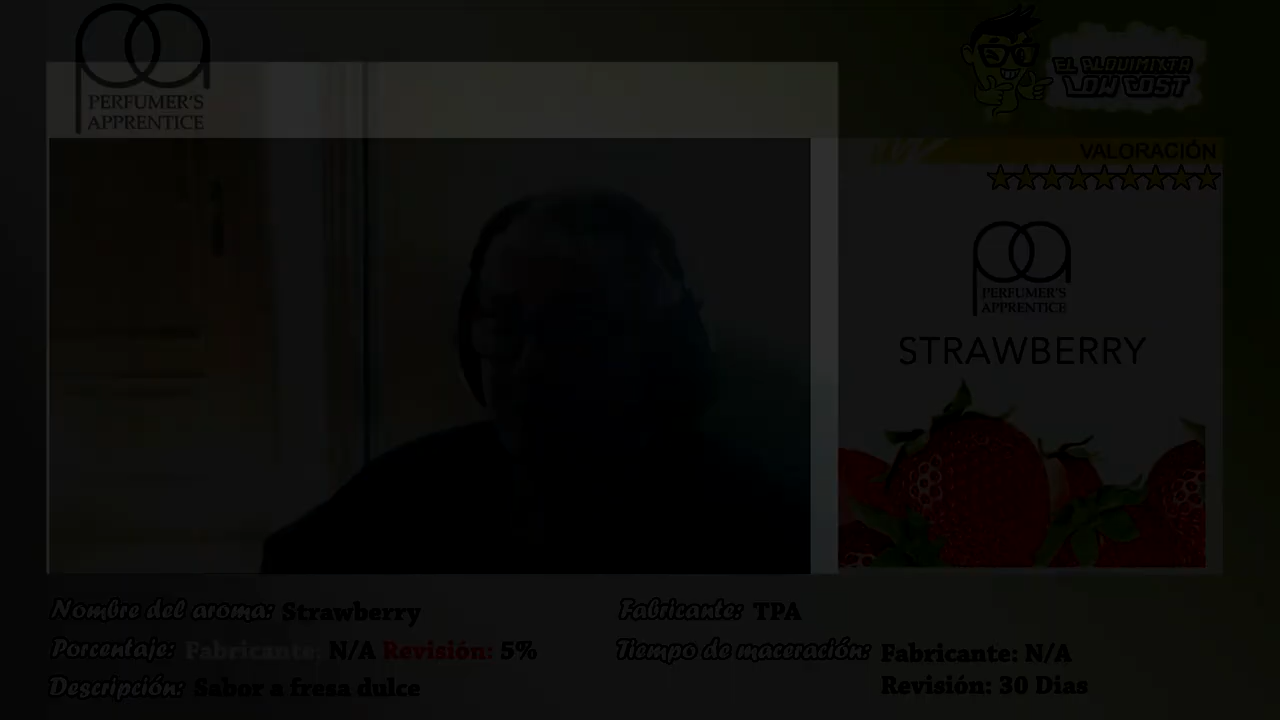 PERFUMER'S
APPRENTICE
EL ALQUIMIXTA
LOW COST
VALORACIÓN
PERFUMER'S
APPRENTICE
STRAWBERRY
Nombre del aroma: Strawberry
Fabricante: TPA
Porcentaje: Fabricante: N/A Revisión: 5%
Tiempo de maceración: Fabricante: N/A
Revisión: 30 Dias
Descripción: Sabor a fresa dulce